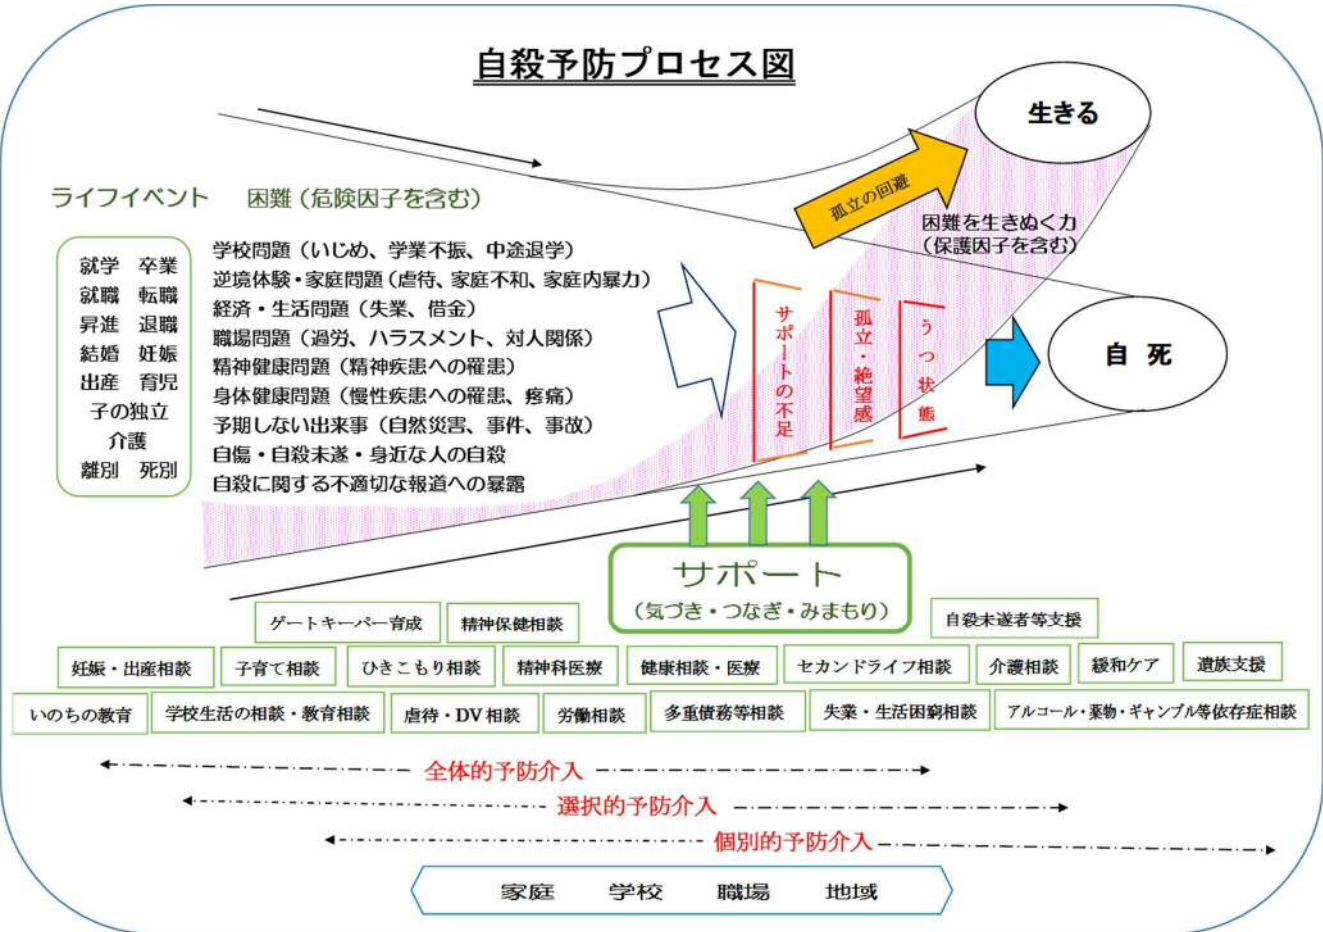 自殺予防プロセス図
生きる
孤立の回避
ライフイベント 困難（危険因子を含む）
困難を生きぬく力
（保護因子を含む）
就学 卒業
就職 転職
昇進 退職
結婚 妊娠
出産 育児
子の独立
介護
離別 死別
学校問題（いじめ、学業不振、中途退学）
逆境体験・家庭問題（虐待、家庭不和、家庭内暴力）
経済・生活問題（失業、借金）
職場問題（過労、ハラスメント、対人関係）
精神健康問題（精神疾患への罹患）
身体健康問題（慢性疾患への罹患、疼痛）
予期しない出来事（自然災害、事件、事故）
自傷・自殺未遂・身近な人の自殺
自殺に関する不適切な報道への暴露
サポートの不足
孤立・絶望感
うつ状態
自 死
サポート
（気づき・つなぎ・みまもり）
ゲートキーパー育成
精神保健相談
自殺未遂者等支援
妊娠・出産相談
子育て相談
ひきこもり相談
精神科医療
健康相談・医療
セカンドライフ相談
介護相談
緩和ケア
遺族支援
いのちの教育
学校生活の相談・教育相談
虐待・DV相談
労働相談
多重債務等相談
失業・生活困窮相談
アルコール・薬物・ギャンブル等依存症相談
全体的予防介入
選択的予防介入
個別的予防介入
家庭 学校 職場 地域